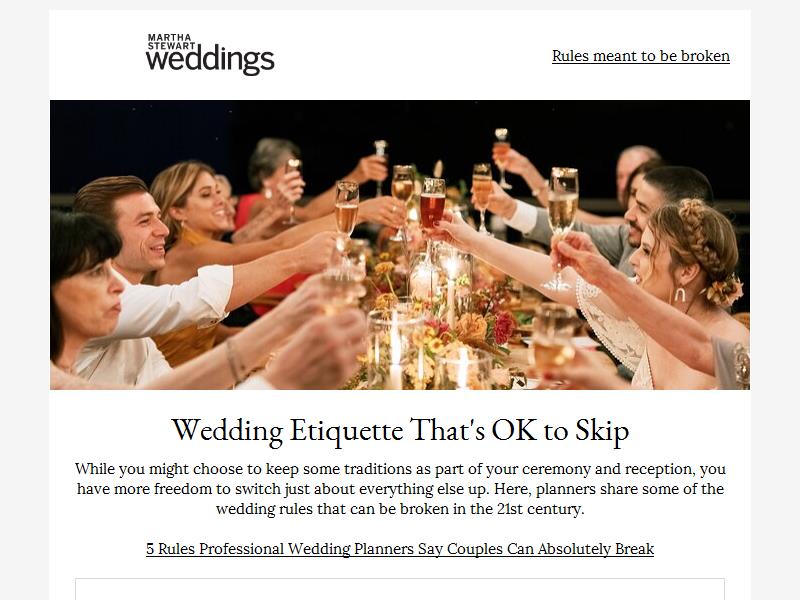 MARTHA
STEWART
weddings
Rules meant to be broken
Wedding Etiquette That's OK to Skip
While you might choose to keep some traditions as part of your ceremony and reception, you
have more freedom to switch just about everything else up. Here, planners share some of the
wedding rules that can be broken in the 21st century.
5 Rules Professional Wedding Planners Say Couples Can Absolutely Break